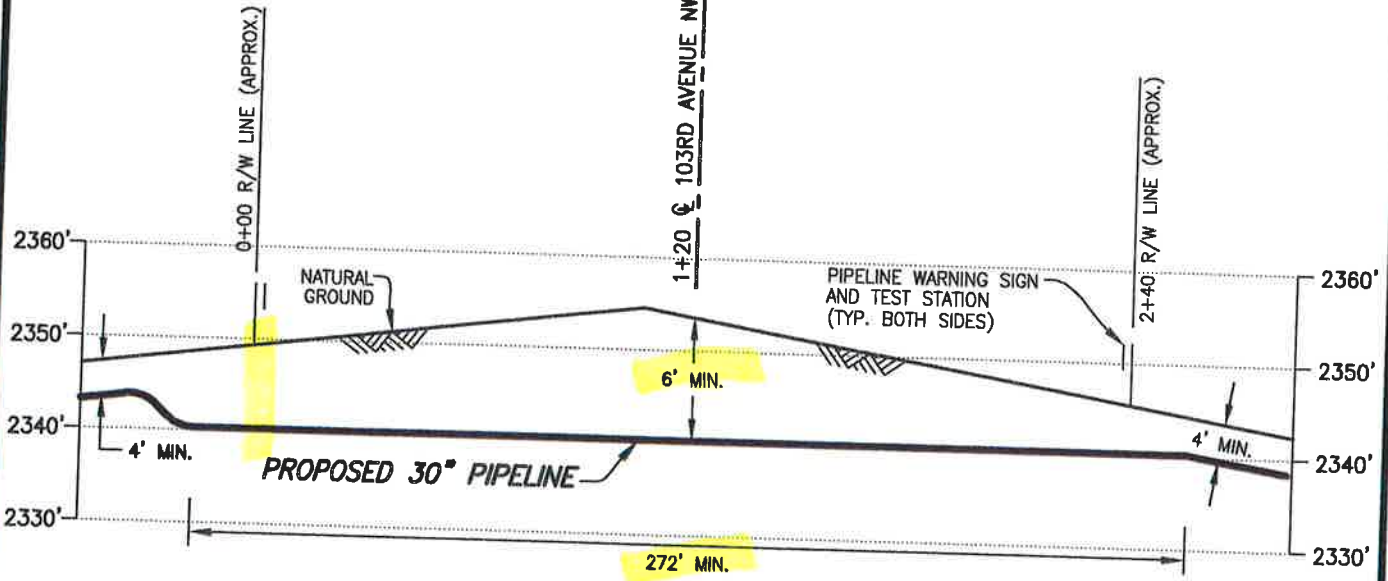 0+00 R/W LINE (APPROX.)
1+20 ℄ 103RD AVENUE NW
2+40 R/W LINE (APPROX.)
2360'
2350'
2340'
2330'
NATURAL
GROUND
PIPELINE WARNING SIGN
AND TEST STATION
(TYP. BOTH SIDES)
2360'
2350'
2340'
2330'
6' MIN.
4' MIN.
4' MIN.
PROPOSED 30" PIPELINE
272' MIN.